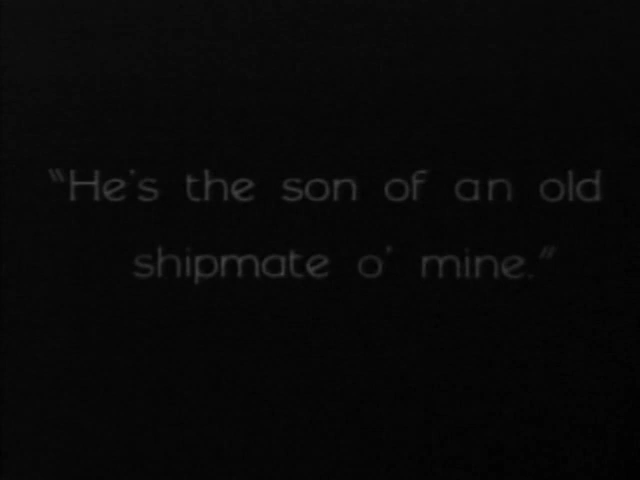 "He's the son of an old
shipmate o' mine."